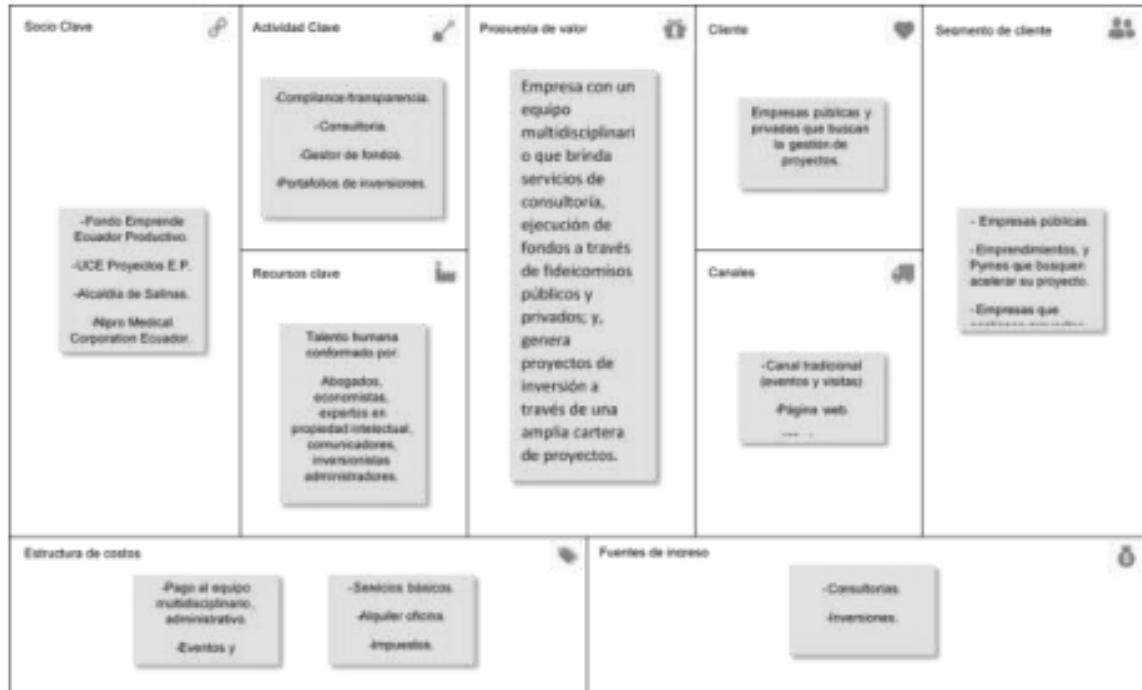 Socio Clave
-Fondo Emprende
Ecuador Productivo.
-UCE Proyectos E.P.
-Alcaldía de Salinas.
-Nipro Medical
Corporation Ecuador.
Actividad Clave
-Compliance/transparencia.
-Consultoría.
-Gestor de fondos.
-Portafolios de inversiones.
Recursos clave
Talento humana
conformado por:
Abogados,
economistas,
expertos en
propiedad intelectual,
comunicadores,
inversionistas
administradores.
Propuesta de valor
Empresa con un
equipo
multidisciplinari
o que brinda
servicios de
consultoría,
ejecución de
fondos a través
de fideicomisos
públicos y
privados; y,
genera
proyectos de
inversión a
través de una
amplia cartera
de proyectos.
Cliente
Empresas públicas y
privadas que buscan
la gestión de
proyectos.
Canales
-Canal tradicional
(eventos y visitas)
-Página web.
Segmento de cliente
- Empresas públicas.
-Emprendimientos, y
Pymes que busquen
acelerar su proyecto.
-Empresas que
Estructura de costos
-Pago al equipo
multidisciplinario,
administrativo.
-Eventos y
-Servicios básicos.
-Alquiler oficina.
-Impuestos.
Fuentes de ingreso
-Consultorías.
-Inversiones.